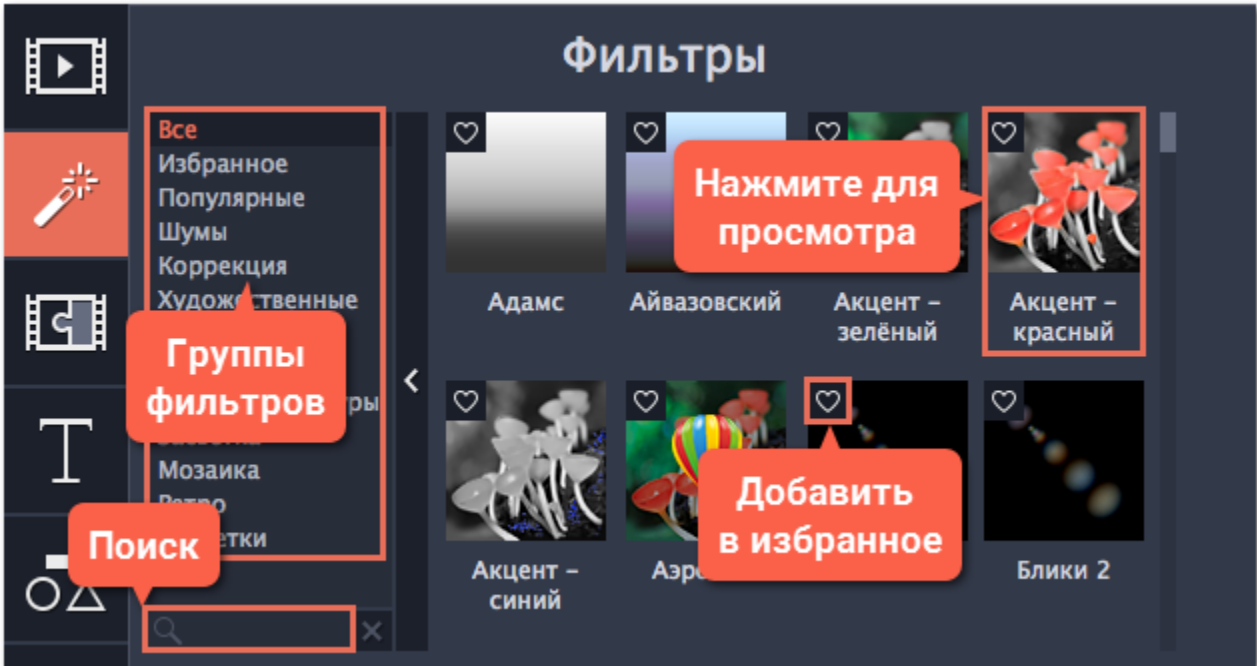 Фильтры
Все
Избранное
Популярные
Шумы
Коррекция
Художественные
Группы
фильтров
Мозаика
Ретро
Поиск
Нажмите для
просмотра
Адамс
Айвазовский
Акцент –
зелёный
Акцент –
красный
Добавить
в избранное
Акцент –
синий
Блики 2